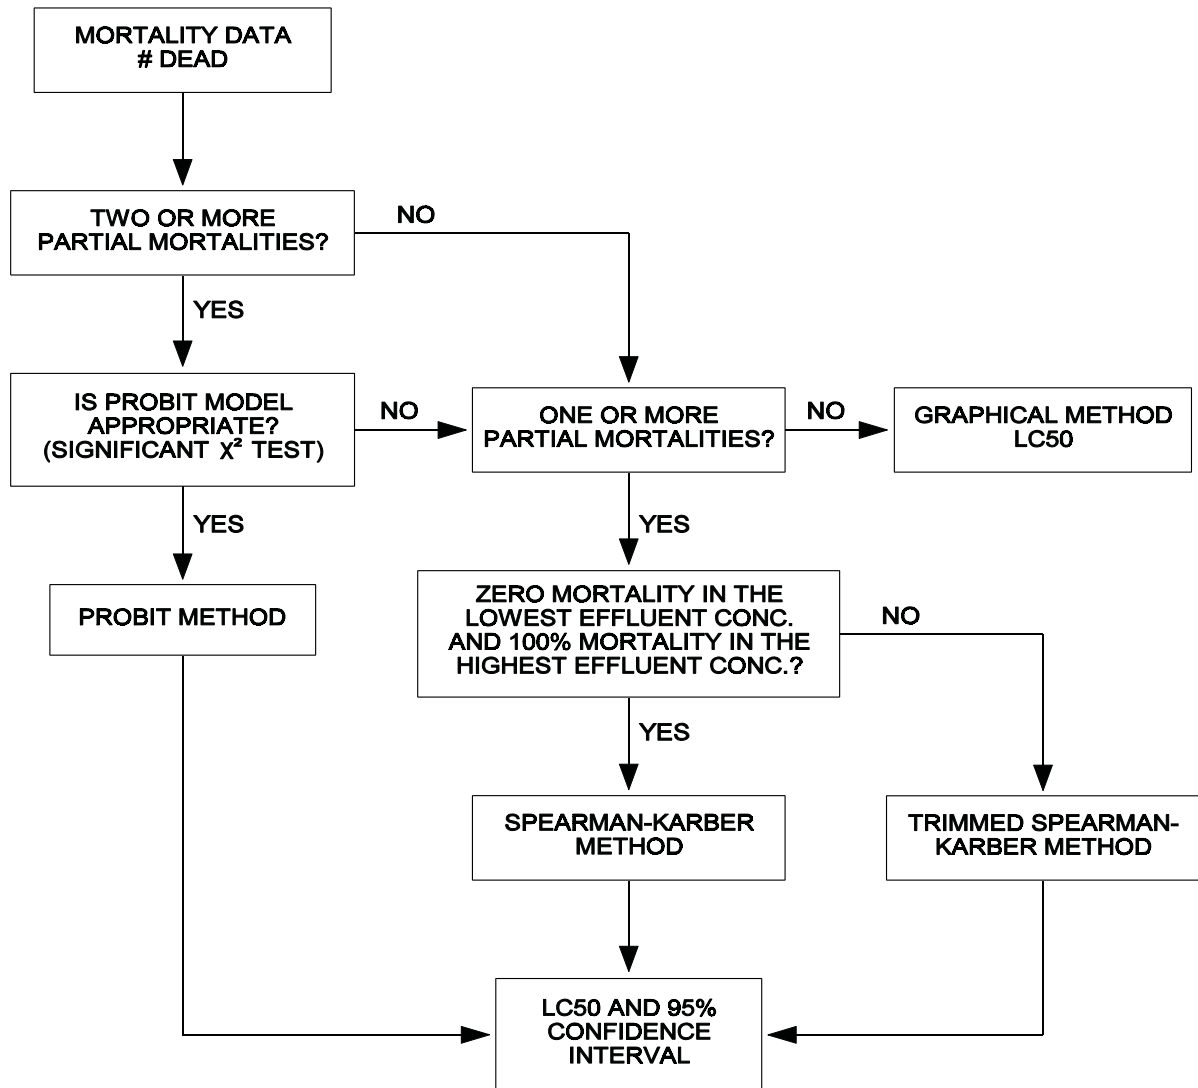 MORTALITY DATA
# DEAD
TWO OR MORE
PARTIAL MORTALITIES?
NO
YES
IS PROBIT MODEL
APPROPRIATE?
(SIGNIFICANT χ² TEST)
NO
ONE OR MORE
PARTIAL MORTALITIES?
NO
GRAPHICAL METHOD
LC50
YES
YES
PROBIT METHOD
ZERO MORTALITY IN THE
LOWEST EFFLUENT CONC.
AND 100% MORTALITY IN THE
HIGHEST EFFLUENT CONC.?
NO
YES
SPEARMAN-KARBER
METHOD
TRIMMED SPEARMAN-
KARBER METHOD
LC50 AND 95%
CONFIDENCE
INTERVAL